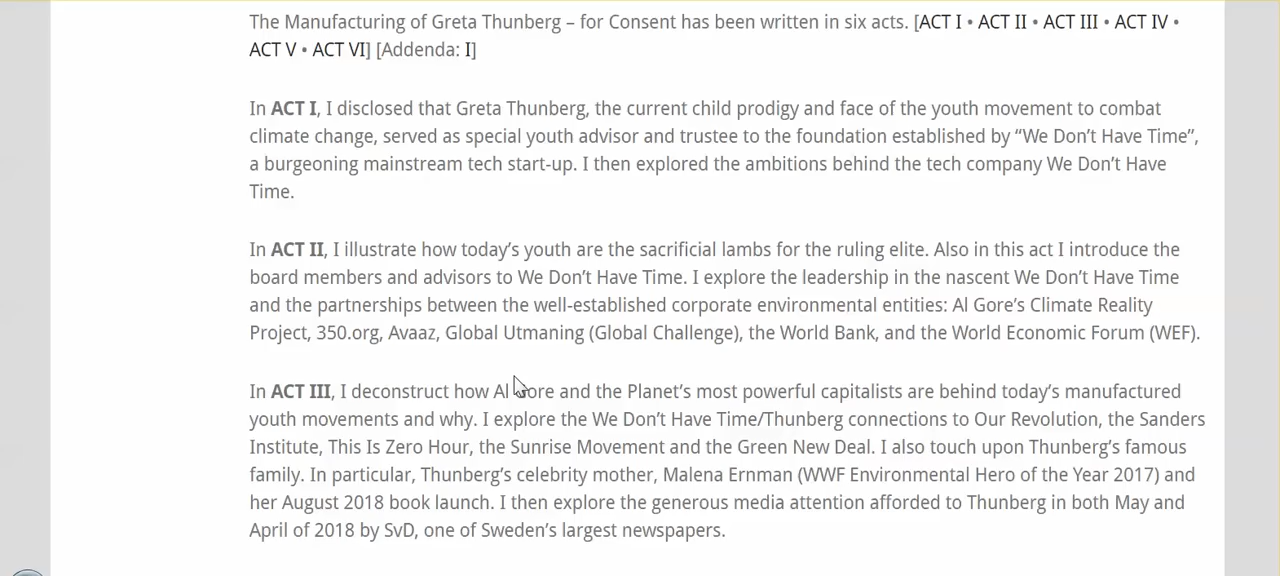 The Manufacturing of Greta Thunberg – for Consent has been written in six acts. [ACT I • ACT II • ACT III • ACT IV •
ACT V • ACT VI] [Addenda: I]
In ACT I, I disclosed that Greta Thunberg, the current child prodigy and face of the youth movement to combat
climate change, served as special youth advisor and trustee to the foundation established by “We Don’t Have Time”,
a burgeoning mainstream tech start-up. I then explored the ambitions behind the tech company We Don’t Have
Time.
In ACT II, I illustrate how today’s youth are the sacrificial lambs for the ruling elite. Also in this act I introduce the
board members and advisors to We Don’t Have Time. I explore the leadership in the nascent We Don’t Have Time
and the partnerships between the well-established corporate environmental entities: Al Gore’s Climate Reality
Project, 350.org, Avaaz, Global Utmaning (Global Challenge), the World Bank, and the World Economic Forum (WEF).
In ACT III, I deconstruct how Al Gore and the Planet’s most powerful capitalists are behind today’s manufactured
youth movements and why. I explore the We Don’t Have Time/Thunberg connections to Our Revolution, the Sanders
Institute, This Is Zero Hour, the Sunrise Movement and the Green New Deal. I also touch upon Thunberg’s famous
family. In particular, Thunberg’s celebrity mother, Malena Ernman (WWF Environmental Hero of the Year 2017) and
her August 2018 book launch. I then explore the generous media attention afforded to Thunberg in both May and
April of 2018 by SvD, one of Sweden’s largest newspapers.